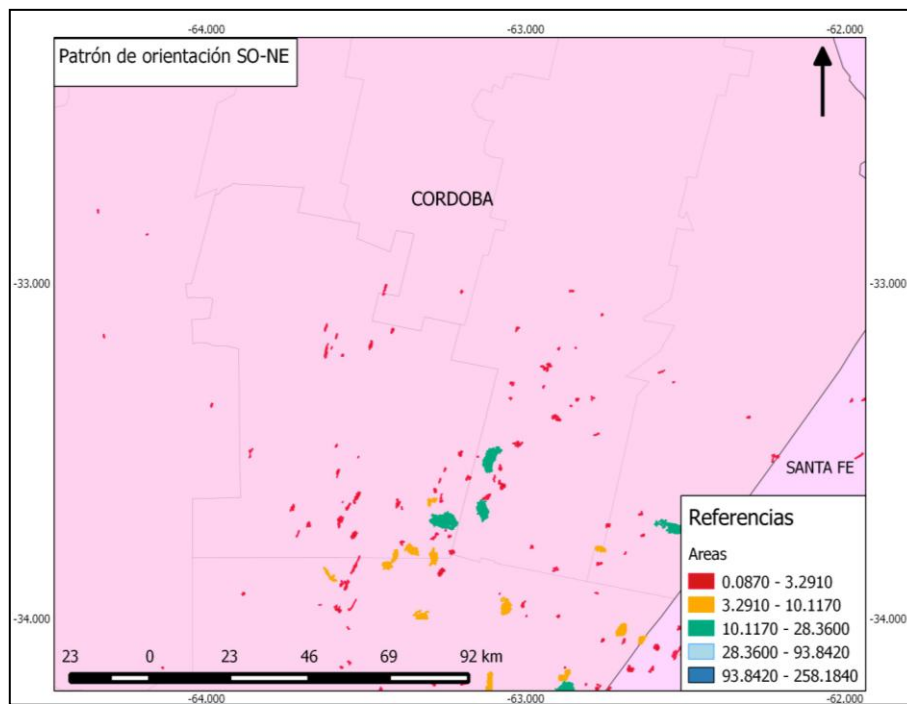 -64.000
-63.000
-62.000
Patrón de orientación SO-NE
CORDOBA
-33.000
-33.000
SANTA FE
Referencias
Areas
0.0870 - 3.2910
3.2910 - 10.1170
10.1170 - 28.3600
28.3600 - 93.8420
93.8420 - 258.1840
-34.000
-34.000
23
0
23
46
69
92 km
-64.000
-63.000
-62.000